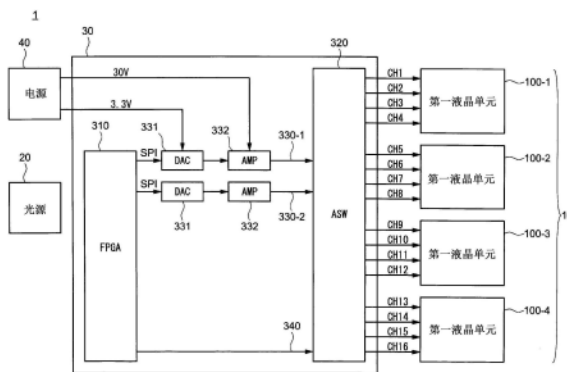 1
40
30
320
电源
30V
3.3V
310
331
332
330-1
SPI
DAC
AMP
SPI
DAC
AMP
331
332
330-2
20
光源
FPGA
ASW
340
CH1
CH2
CH3
CH4
第一液晶单元
100-1
CH5
CH6
CH7
CH8
第一液晶单元
100-2
CH9
CH10
CH11
CH12
第一液晶单元
100-3
CH13
CH14
CH15
CH16
第一液晶单元
100-4